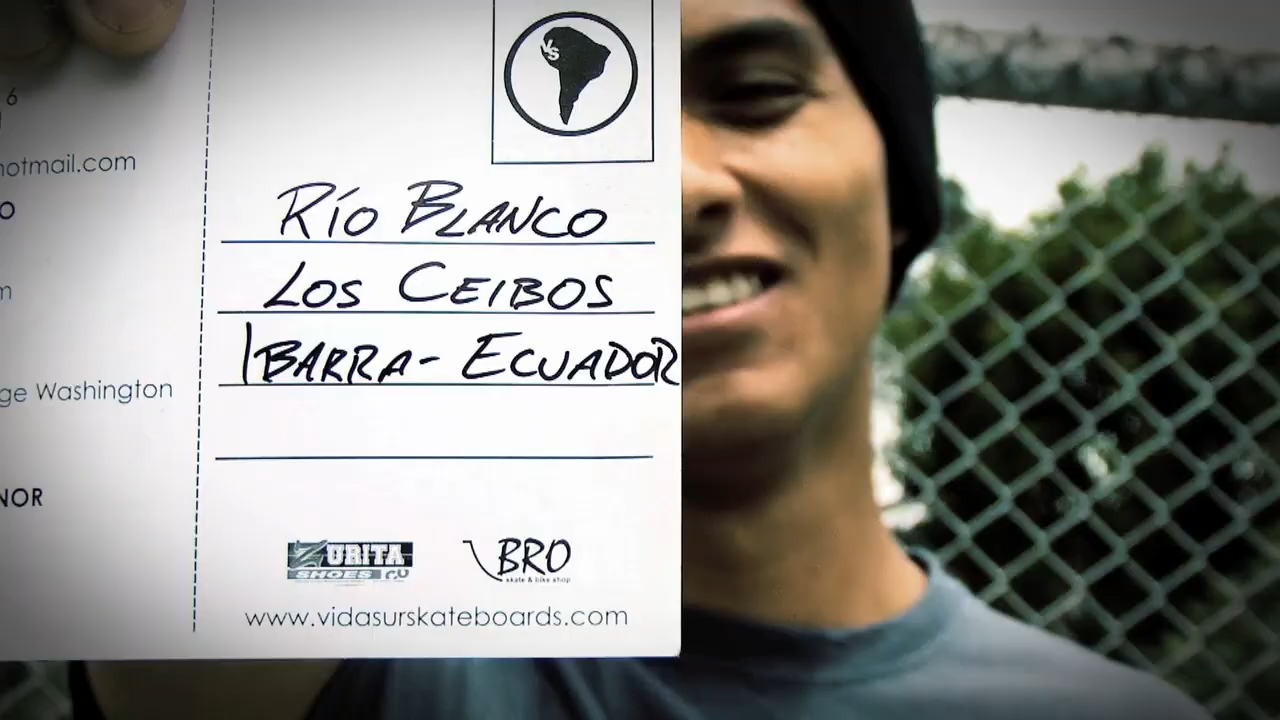 VS
6
hotmail.com
O
m
ge Washington
NOR
RÍO BLANCO
LOS CEIBOS
IBARRA- ECUADOR
ZURITA
SHOES
BRO
skate & bike shop
www.vidasurskateboards.com